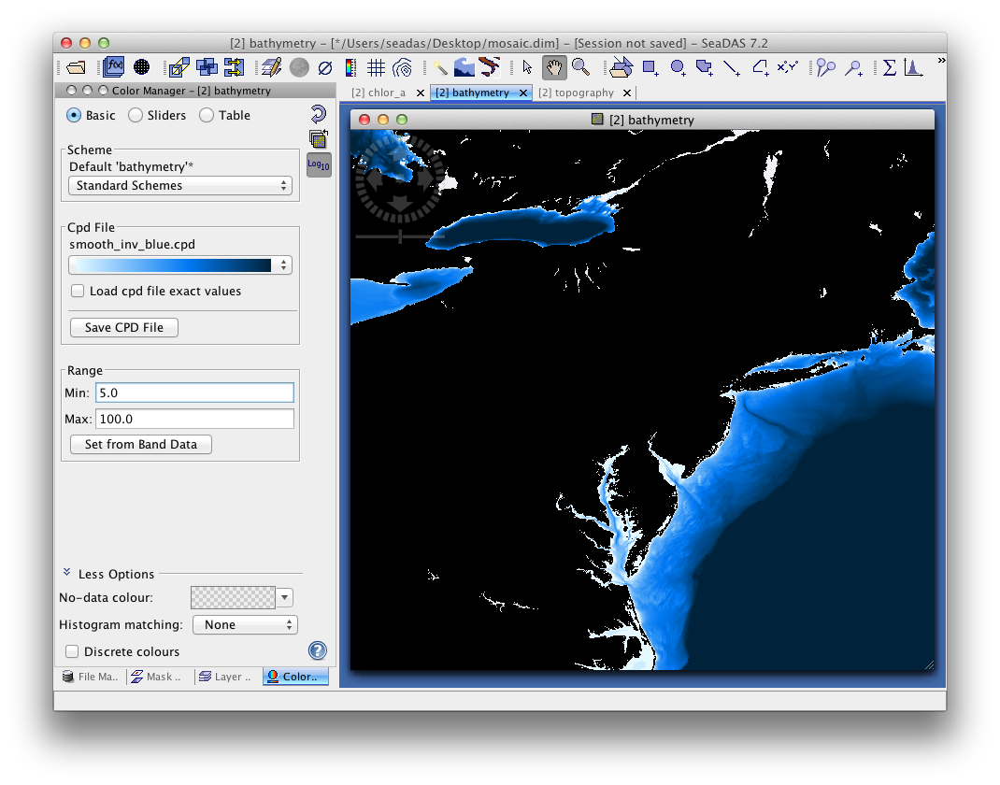 [2] bathymetry – [*/Users/seadas/Desktop/mosaic.dim] – [Session not saved] – SeaDAS 7.2
f(x)
x'Y'
Σ
»
Color Manager – [2] bathymetry
[2] chlor_a
[2] bathymetry
[2] topography
Basic
Sliders
Table
[2] bathymetry
Scheme
Default 'bathymetry'*
Standard Schemes
Log10
Cpd File
smooth_inv_blue.cpd
Load cpd file exact values
Save CPD File
Range
Min: 5.0
Max: 100.0
Set from Band Data
Less Options
No-data colour:
Histogram matching: None
Discrete colours
?
File Ma..
Mask ..
Layer ..
Color..